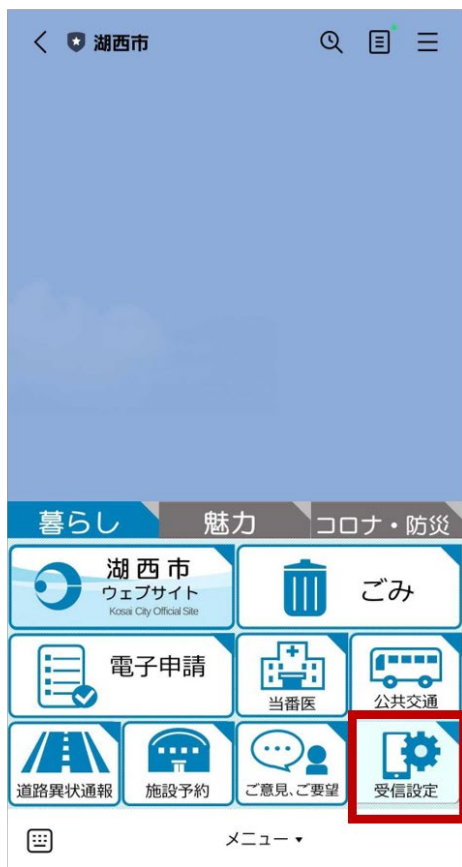 湖西市
暮らし
魅力
コロナ・防災
湖西市
ウェブサイト
Kosai City Official Site
ごみ
電子申請
当番医
公共交通
道路異状通報
施設予約
ご意見、ご要望
受信設定
メニュー▼